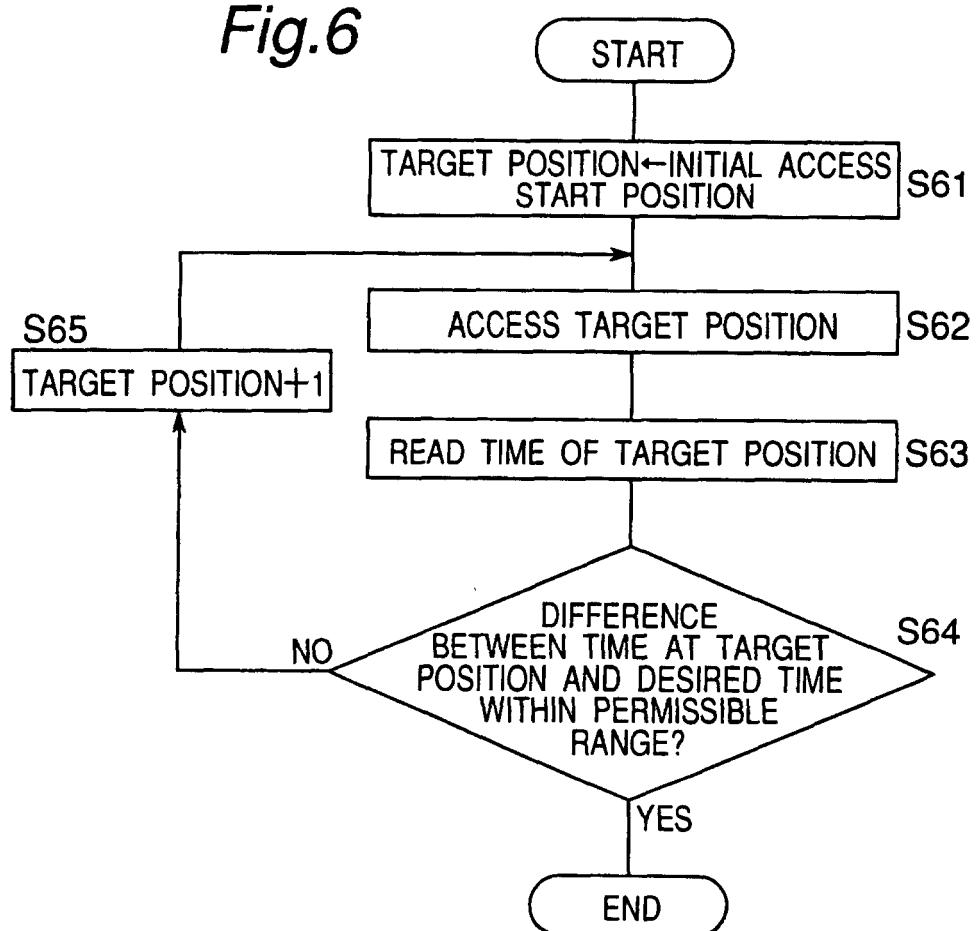 Fig.6
START
TARGET POSITION←INITIAL ACCESS
START POSITION
S61
S65
ACCESS TARGET POSITION
S62
TARGET POSITION+1
READ TIME OF TARGET POSITION
S63
DIFFERENCE
BETWEEN TIME AT TARGET
POSITION AND DESIRED TIME
WITHIN PERMISSIBLE
RANGE?
S64
NO
YES
END